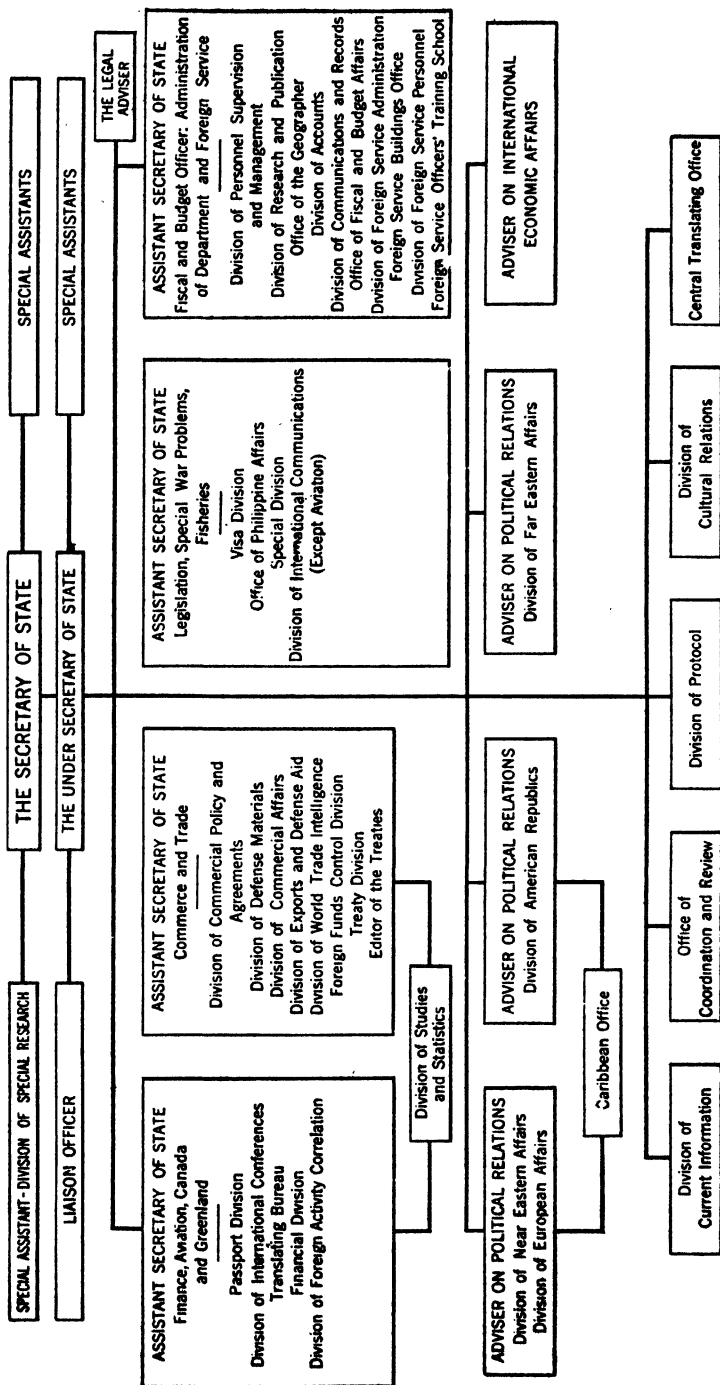 SPECIAL ASSISTANT-DIVISION OF SPECIAL RESEARCH
THE SECRETARY OF STATE
SPECIAL ASSISTANTS
LIAISON OFFICER
THE UNDER SECRETARY OF STATE
SPECIAL ASSISTANTS
THE LEGAL
ADVISER
ASSISTANT SECRETARY OF STATE
Finance, Aviation, Canada
and Greenland
Passport Division
Division of International Conferences
Translating Bureau
Financial Division
Division of Foreign Activity Correlation
ASSISTANT SECRETARY OF STATE
Commerce and Trade
Division of Commercial Policy and
Agreements
Division of Defense Materials
Division of Commercial Affairs
Division of Exports and Defense Aid
Division of World Trade Intelligence
Foreign Funds Control Division
Treaty Division
Editor of the Treaties
ASSISTANT SECRETARY OF STATE
Legislation, Special War Problems,
Fisheries
Visa Division
Office of Philippine Affairs
Special Division
Division of International Communications
(Except Aviation)
ASSISTANT SECRETARY OF STATE
Fiscal and Budget Officer: Administration
of Department and Foreign Service
Division of Personnel Supervision
and Management
Division of Research and Publication
Office of the Geographer
Division of Accounts
Division of Communications and Records
Office of Fiscal and Budget Affairs
Division of Foreign Service Administration
Foreign Service Buildings Office
Division of Foreign Service Personnel
Foreign Service Officers' Training School
Division of Studies
and Statistics
ADVISER ON POLITICAL RELATIONS
Division of Near Eastern Affairs
Division of European Affairs
ADVISER ON POLITICAL RELATIONS
Division of American Republics
ADVISER ON POLITICAL RELATIONS
Division of Far Eastern Affairs
ADVISER ON INTERNATIONAL
ECONOMIC AFFAIRS
Caribbean Office
Division of
Current Information
Office of
Coordination and Review
Division of Protocol
Division of
Cultural Relations
Central Translating Office